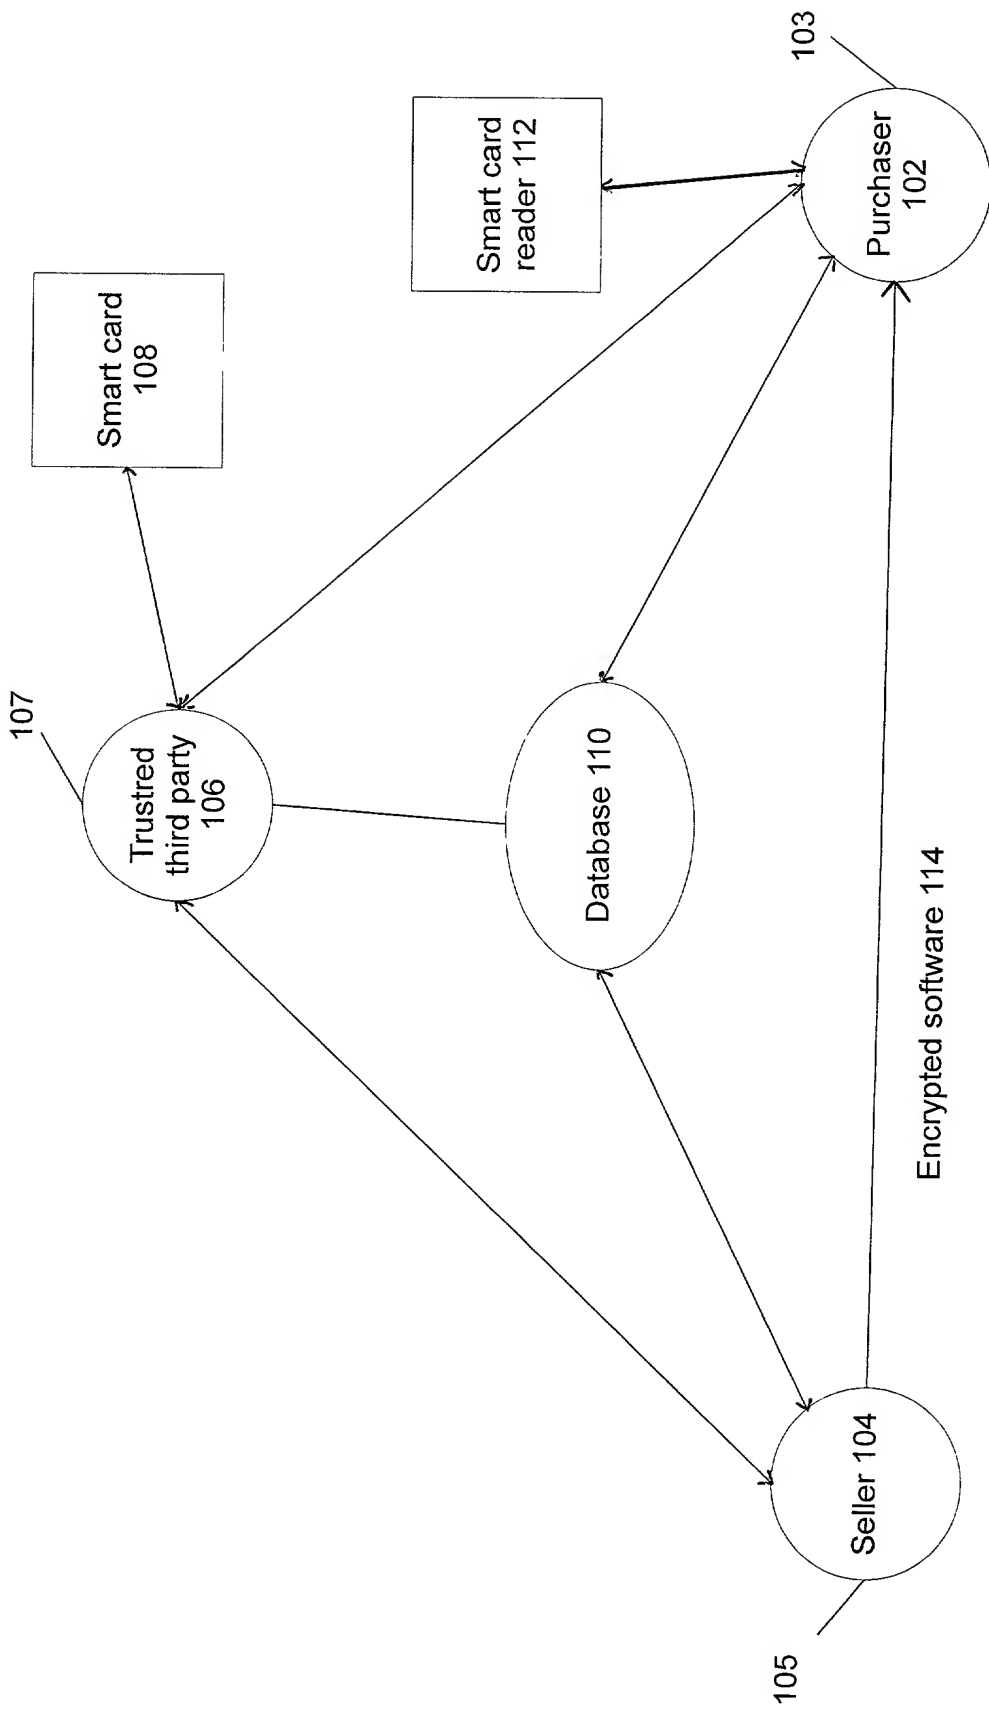 107
Trustred
third party
106
Smart card
108
Smart card
reader 112
Database 110
103
Purchaser
102
105
Seller 104
Encrypted software 114